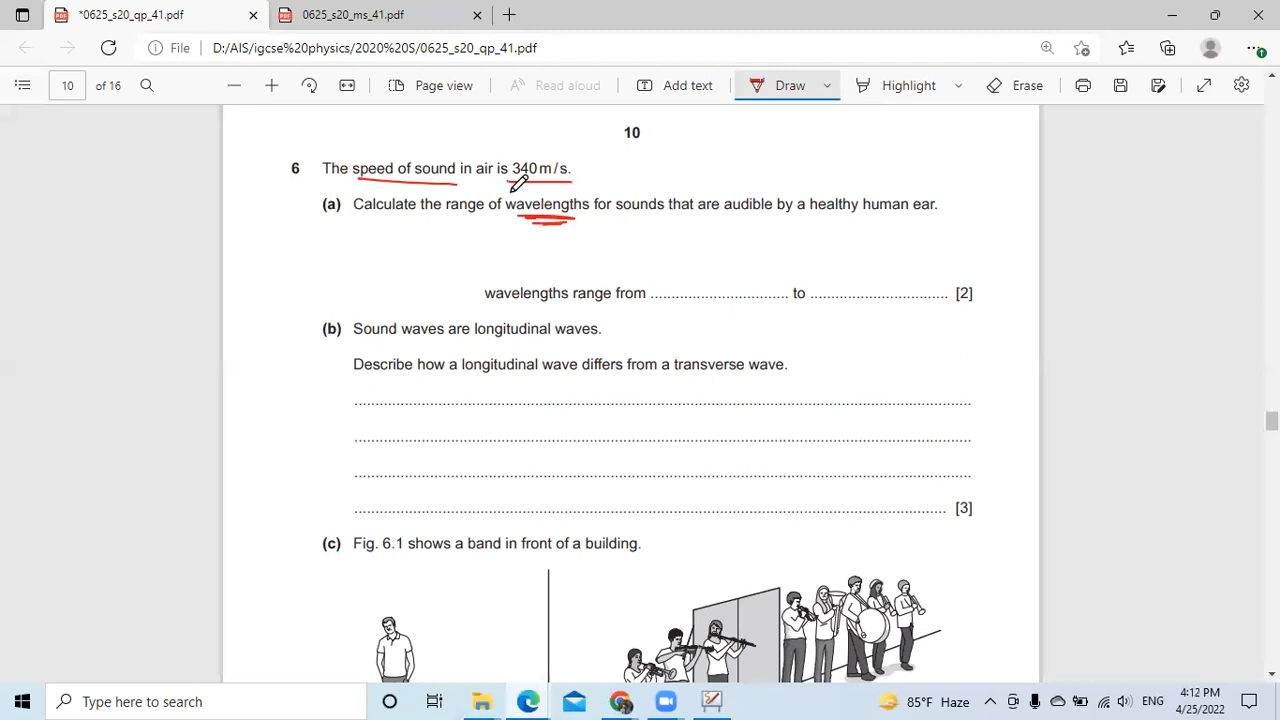 *0625_s20_qp_41.pdf
0625_s20_ms_41.pdf
File D:/AIS/igcse%20physics/2020%20S/0625_s20_qp_41.pdf
10 of 16 Page view Read aloud Add text Draw Highlight Erase
10
6 The speed of sound in air is 340 m/s.
(a) Calculate the range of wavelengths for sounds that are audible by a healthy human ear.
wavelengths range from ................................. to ................................. [2]
(b) Sound waves are longitudinal waves.
Describe how a longitudinal wave differs from a transverse wave.
[3]
(c) Fig. 6.1 shows a band in front of a building.
Type here to search
85°F Haze
ENG
4:12 PM
4/25/2022